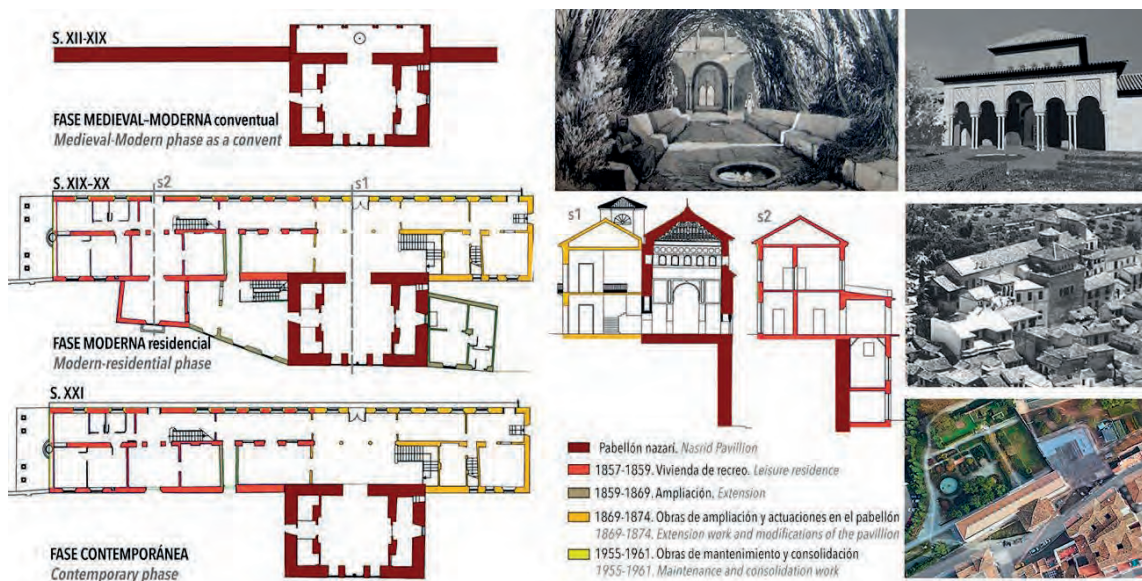 S. XII-XIX
FASE MEDIEVAL-MODERNA conventual
Medieval-Modern phase as a convent
S. XIX-XX
s2
s1
FASE MODERNA residencial
Modern-residential phase
S. XXI
FASE CONTEMPORÁNEA
Contemporary phase
s1
s2
Pabellón nazarí. Nasrid Pavillion
1857-1859. Vivienda de recreo. Leisure residence
1859-1869. Ampliación. Extension
1869-1874. Obras de ampliación y actuaciones en el pabellón
1869-1874. Extension work and modifications of the pavillion
1955-1961. Obras de mantenimiento y consolidación
1955-1961. Maintenance and consolidation work